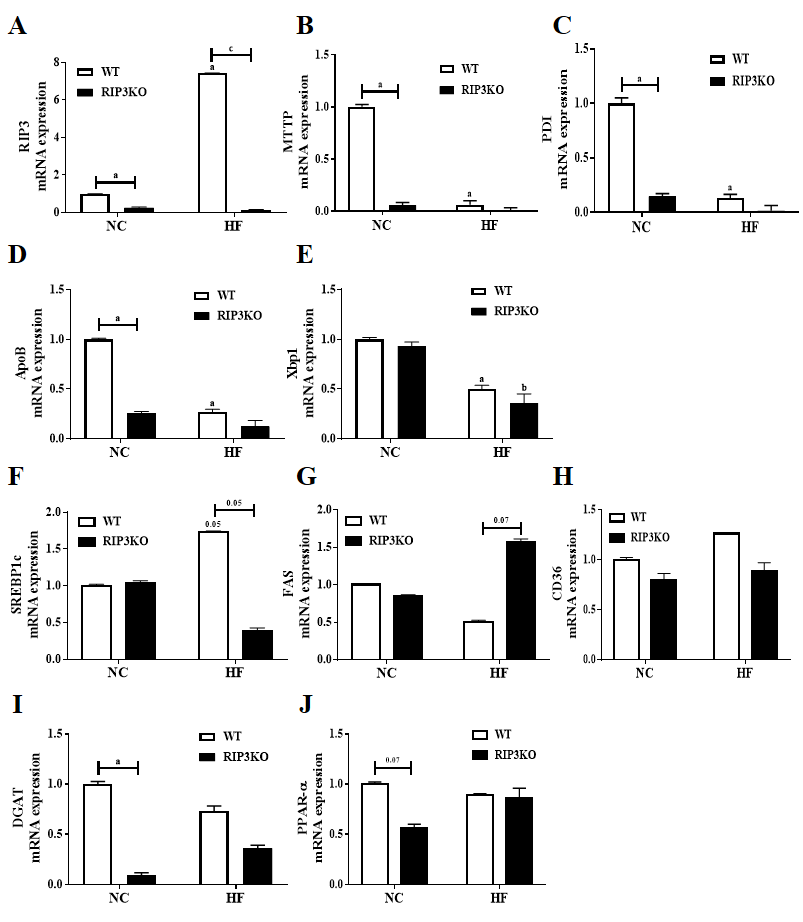 A
RIP3
mRNA expression
8
6
4
2
0
WT
RIP3KO
a
a
c
NC
HF
B
MTTP
mRNA expression
1.5
1.0
0.5
0.0
WT
RIP3KO
a
a
NC
HF
C
PDI
mRNA expression
1.5
1.0
0.5
0.0
WT
RIP3KO
a
a
NC
HF
D
ApoB
mRNA expression
1.5
1.0
0.5
0.0
WT
RIP3KO
a
a
NC
HF
E
Xbp1
mRNA expression
1.5
1.0
0.5
0.0
WT
RIP3KO
a
b
NC
HF
F
SREBP1c
mRNA expression
2.0
1.5
1.0
0.5
0.0
WT
RIP3KO
0.05
0.05
NC
HF
G
FAS
mRNA expression
2.0
1.5
1.0
0.5
0.0
WT
RIP3KO
0.07
NC
HF
H
CD36
mRNA expression
1.5
1.0
0.5
0.0
WT
RIP3KO
NC
HF
I
DGAT
mRNA expression
1.5
1.0
0.5
0.0
WT
RIP3KO
a
NC
HF
J
PPAR-α
mRNA expression
1.5
1.0
0.5
0.0
WT
RIP3KO
0.07
NC
HF